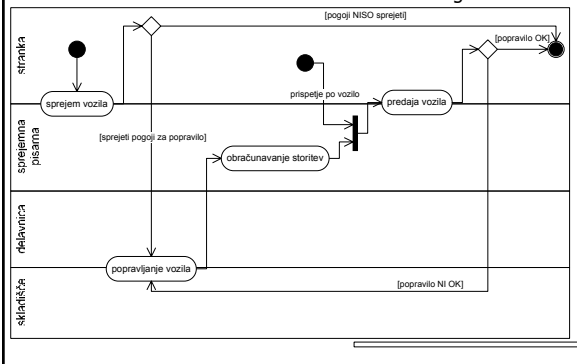 [pogoji NISO sprejeti]
stranka
[popravilo OK]
prispetje po vozilo
sprejem vozila
predaja vozila
sprejemna
pisarna
[sprejeti pogoji za popravilo]
obračunavanje storitev
delavnica
popravljanje vozila
skladišče
[popravilo NI OK]